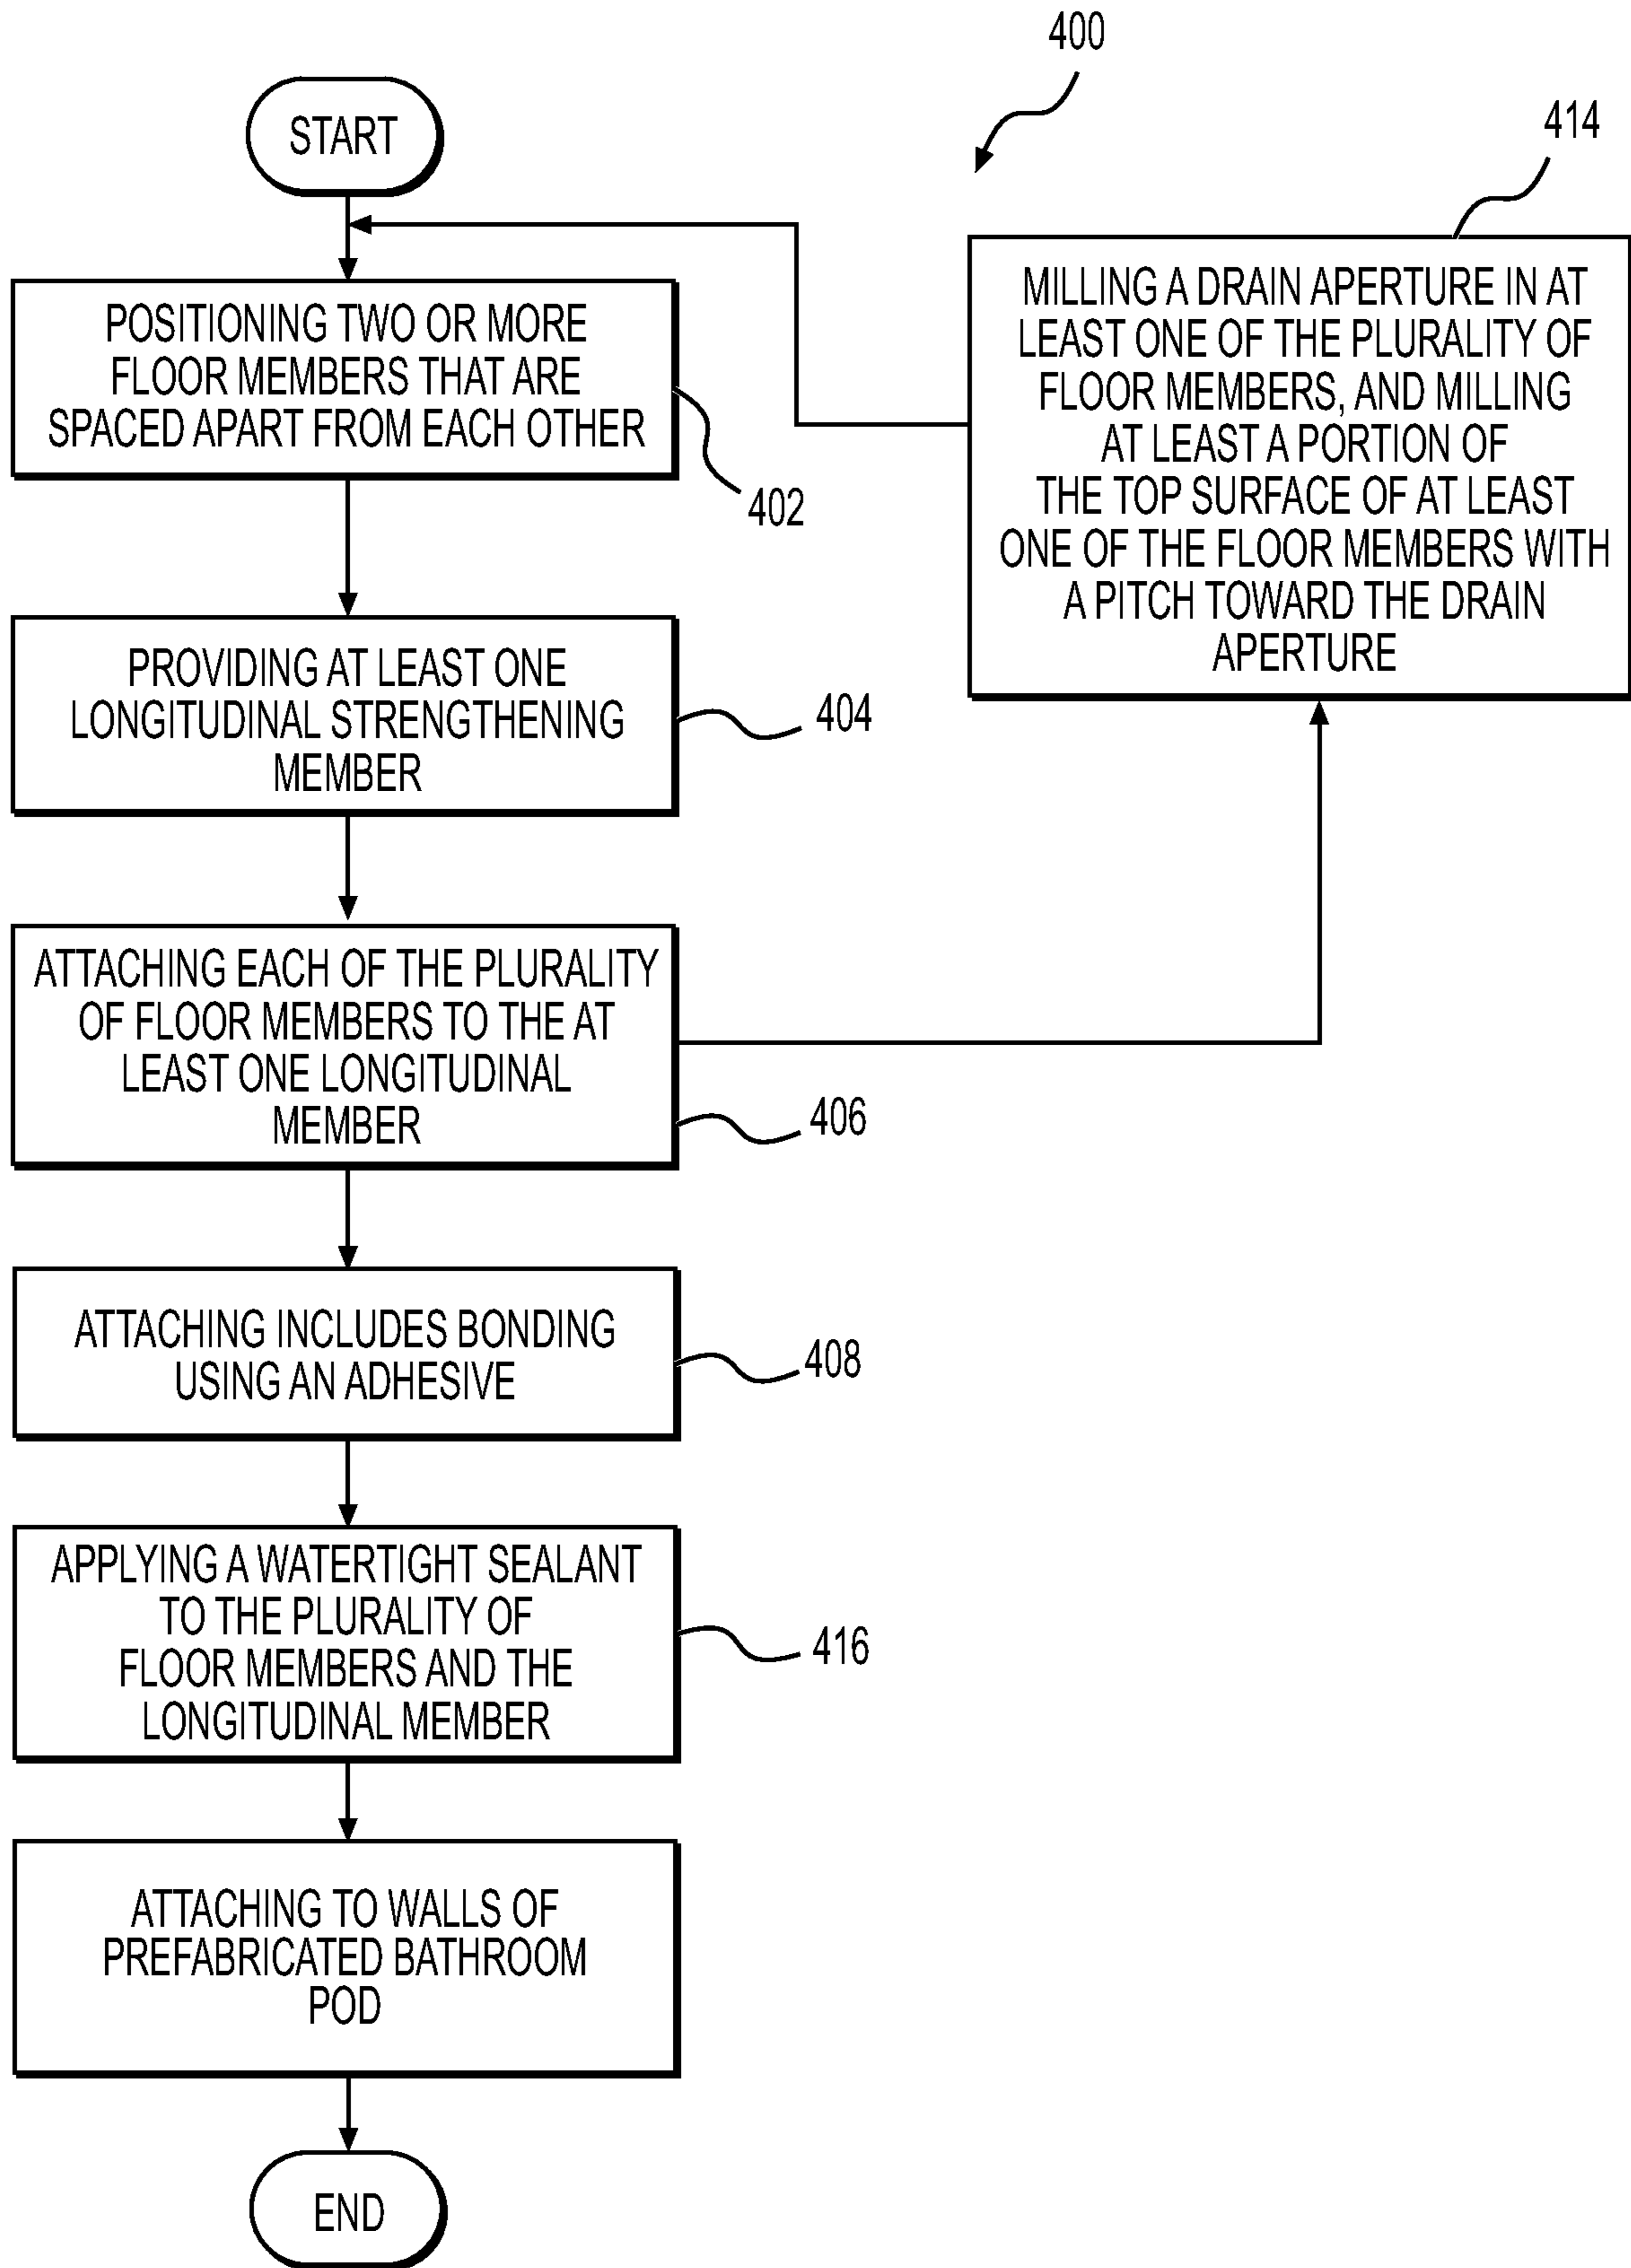 400
START
414
POSITIONING TWO OR MORE
FLOOR MEMBERS THAT ARE
SPACED APART FROM EACH OTHER
402
MILLING A DRAIN APERTURE IN AT
LEAST ONE OF THE PLURALITY OF
FLOOR MEMBERS, AND MILLING
AT LEAST A PORTION OF
THE TOP SURFACE OF AT LEAST
ONE OF THE FLOOR MEMBERS WITH
A PITCH TOWARD THE DRAIN
APERTURE
PROVIDING AT LEAST ONE
LONGITUDINAL STRENGTHENING
MEMBER
404
ATTACHING EACH OF THE PLURALITY
OF FLOOR MEMBERS TO THE AT
LEAST ONE LONGITUDINAL
MEMBER
406
ATTACHING INCLUDES BONDING
USING AN ADHESIVE
408
APPLYING A WATERTIGHT SEALANT
TO THE PLURALITY OF
FLOOR MEMBERS AND THE
LONGITUDINAL MEMBER
416
ATTACHING TO WALLS OF
PREFABRICATED BATHROOM
POD
END